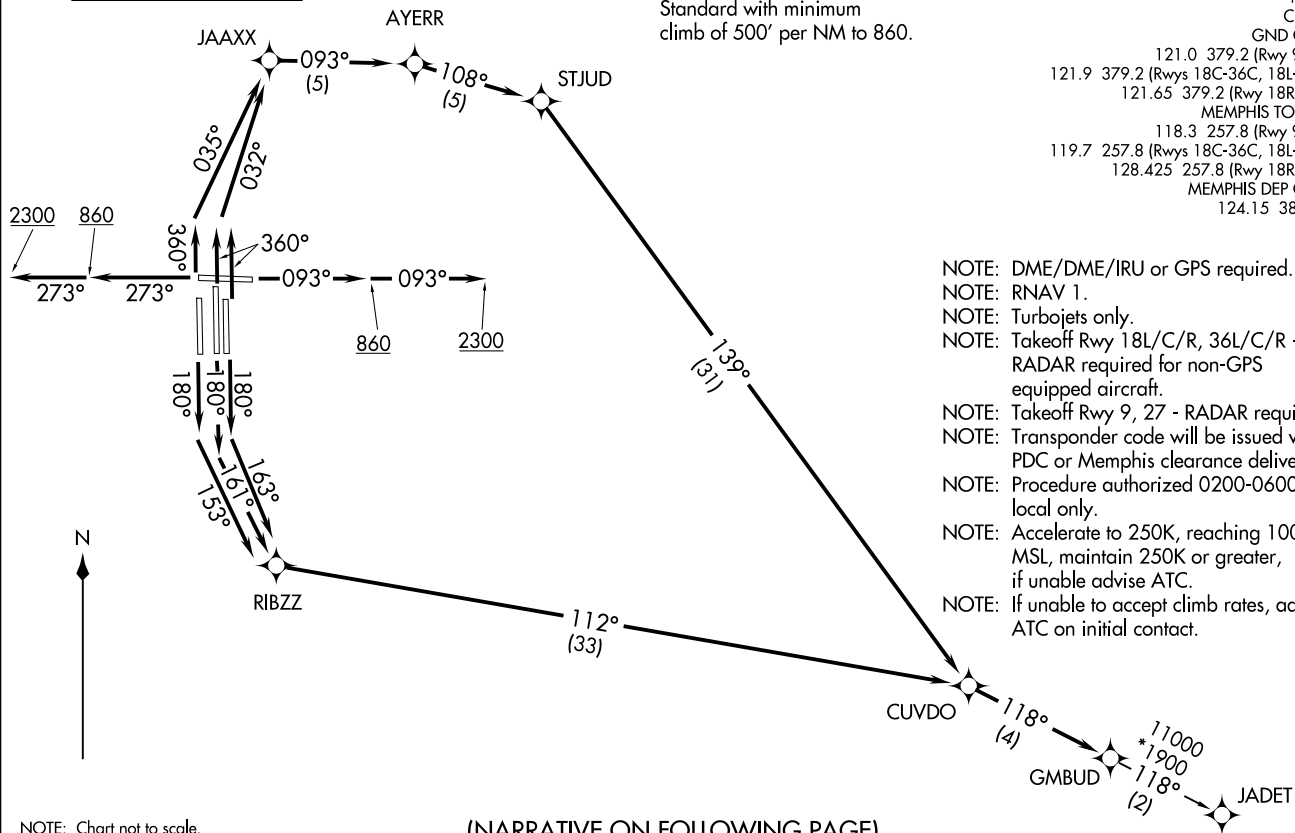 Standard with minimum
climb of 500' per NM to 860.
C
GND
121.0 379.2 (Rwy
121.9 379.2 (Rwys 18C-36C, 18L-
121.65 379.2 (Rwy 18R
MEMPHIS
118.3 257.8 (Rwy
119.7 257.8 (Rwys 18C-36C, 18L-
128.425 257.8 (Rwy 18R
MEMPHIS DEP
124.15
AYERR
JAAXX
STJUD
093°
(5)
108°
(5)
035°
032°
2300
860
360°
360°
273°
273°
093°
093°
860
2300
139°
(31)
180°
180°
180°
153°
161°
163°
N
RIBZZ
112°
(33)
CUVDO
118°
(4)
GMBUD
11000
*1900
118°
(2)
JADET
NOTE: DME/DME/IRU or GPS required.
NOTE: RNAV 1.
NOTE: Turbojets only.
NOTE: Takeoff Rwy 18L/C/R, 36L/C/R -
RADAR required for non-GPS
equipped aircraft.
NOTE: Takeoff Rwy 9, 27 - RADAR
NOTE: Transponder code will be issued
PDC or Memphis clearance
NOTE: Procedure authorized 0200-0600
local only.
NOTE: Accelerate to 250K, reaching
MSL, maintain 250K or greater,
if unable advise ATC.
NOTE: If unable to accept climb rates,
ATC on initial contact.
NOTE: Chart not to scale.
(NARRATIVE ON FOLLOWING PAGE)